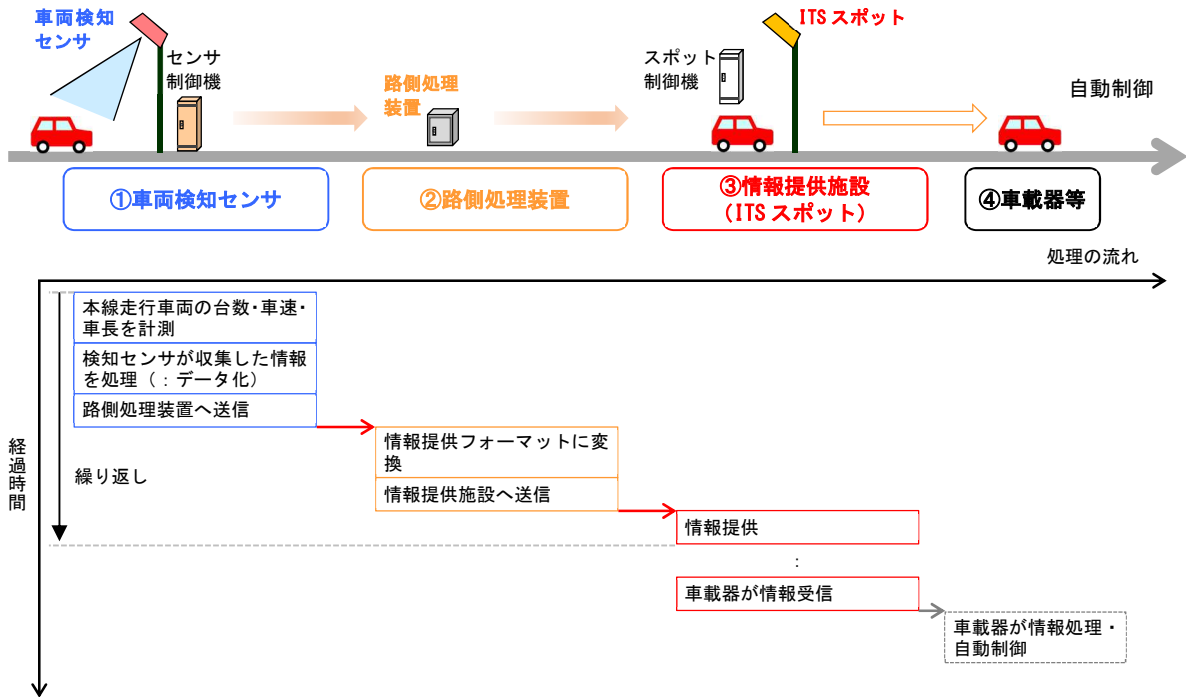 車両検知
センサ
センサ
制御機
路側処理
装置
スポット
制御機
ITS スポット
自動制御
①車両検知センサ
②路側処理装置
③情報提供施設
（ITS スポット）
④車載器等
処理の流れ
経過時間
繰り返し
本線走行車両の台数・車速・
車長を計測
検知センサが収集した情報
を処理（：データ化）
路側処理装置へ送信
情報提供フォーマットに変
換
情報提供施設へ送信
情報提供
：
車載器が情報受信
車載器が情報処理・
自動制御